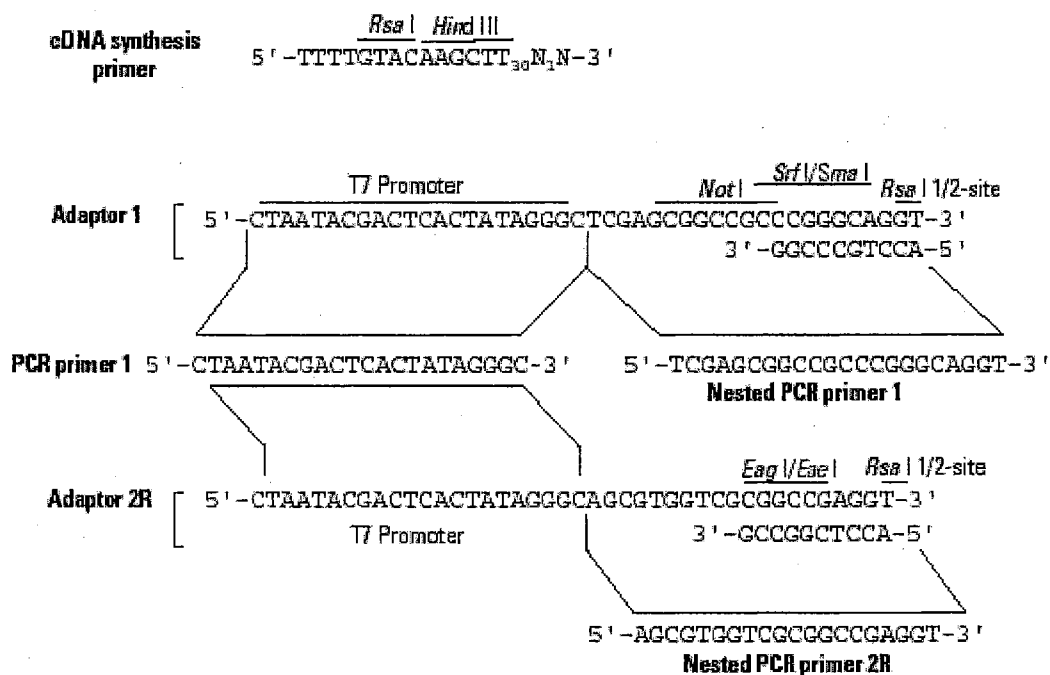 Rsa I Hind III
cDNA synthesis primer
5'-TTTTGTACAAGCTT30N1N-3'
T7 Promoter
Not I
Srf I/Sma I
Rsa I 1/2-site
Adaptor 1
5'-CTAATACGACTCACTATAGGGCTCGAGCGGCCGCCCGGGCAGGT-3'
3'-GGCCCGTCCA-5'
PCR primer 1 5'-CTAATACGACTCACTATAGGGC-3'
5'-TCGAGCGGCCGCCCGGGCAGGT-3'
Nested PCR primer 1
Eag I/Eae I
Rsa I 1/2-site
Adaptor 2R
5'-CTAATACGACTCACTATAGGGCAGCGTGGTCGCGGCCGAGGT-3'
3'-GCCGGCTCCA-5'
T7 Promoter
5'-AGCGTGGTCGCGGCCGAGGT-3'
Nested PCR primer 2R